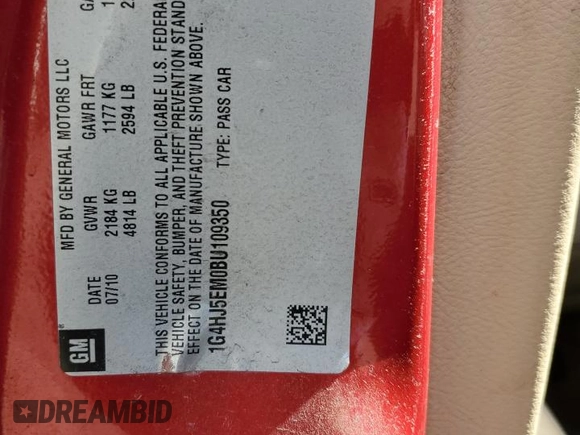 GM
MFD BY GENERAL MOTORS LLC
DATE GVWR GAWR FRT
07/10 2184 KG 1177 KG
4814 LB 2594 LB
THIS VEHICLE CONFORMS TO ALL APPLICABLE U.S. FEDERA
VEHICLE SAFETY, BUMPER, AND THEFT PREVENTION STAND
EFFECT ON THE DATE OF MANUFACTURE SHOWN ABOVE.
1G4HJ5EM0BU109350 TYPE: PASS CAR
DREAMBID